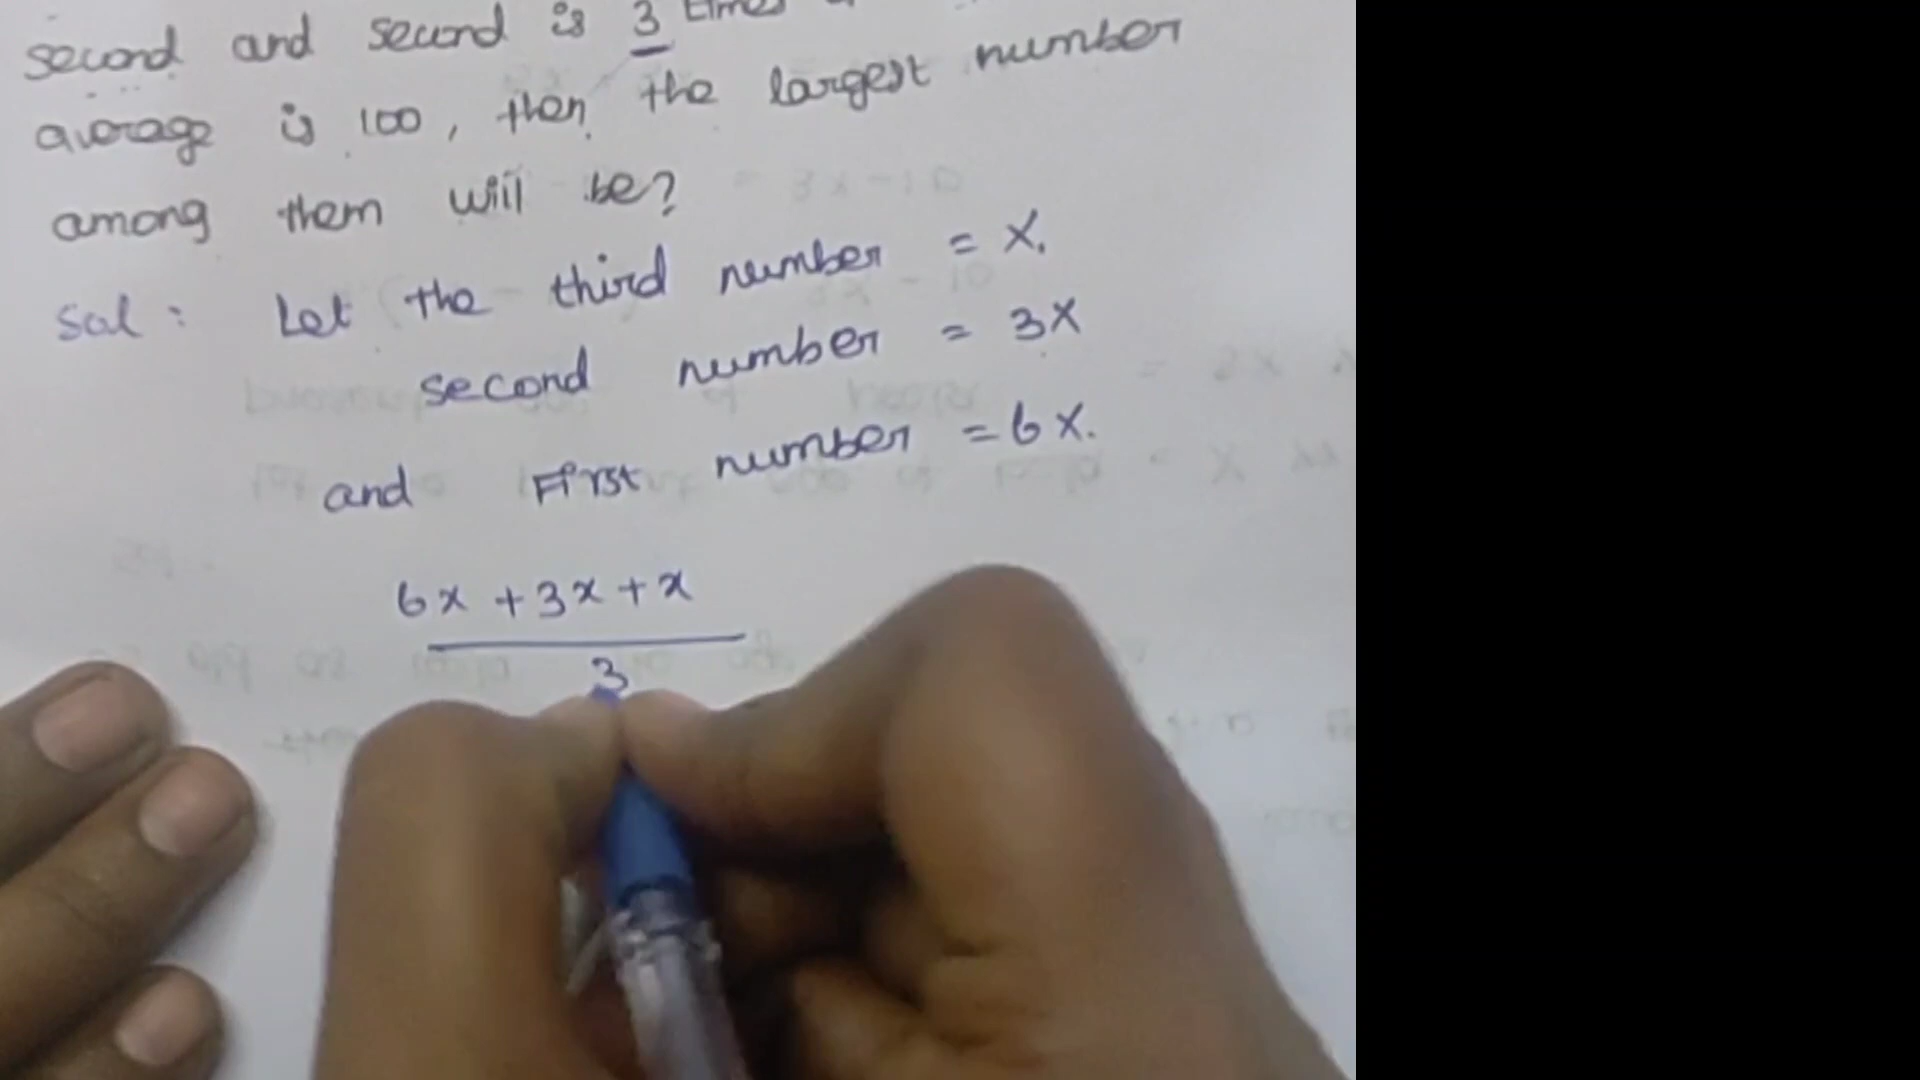 second and second is 3 times
average is 100, then the largest number
among them will be?
Sol: Let the third number = x.
second number = 3x
and First number = 6x.
6x + 3x + x
3